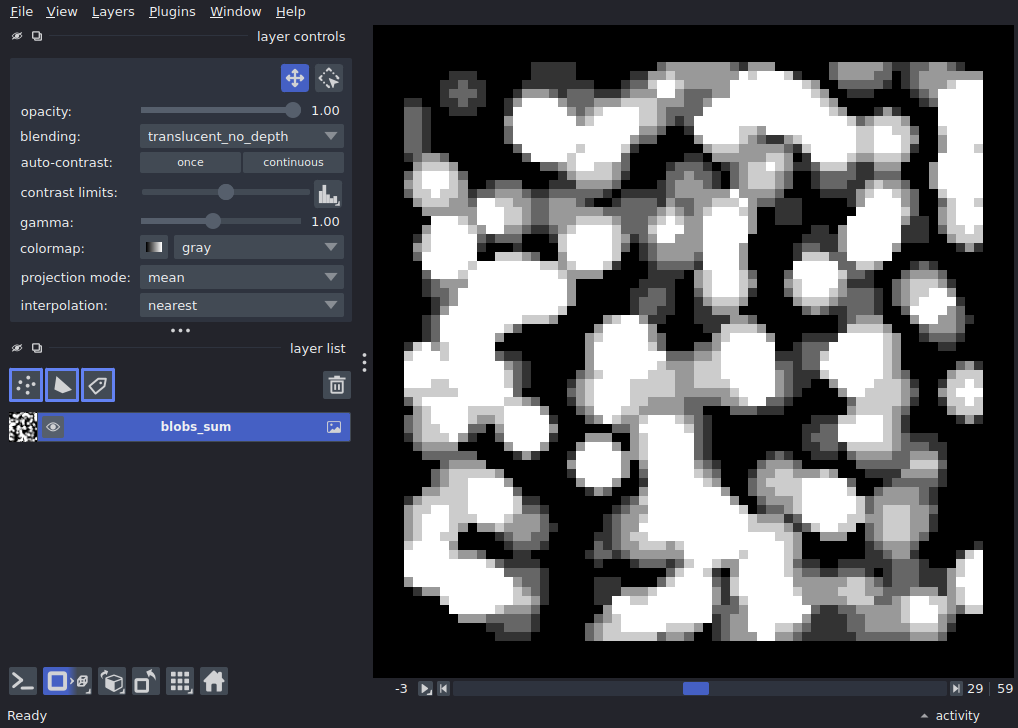 File View Layers Plugins Window Help
layer controls
opacity: 1.00
blending: translucent_no_depth
auto-contrast: once continuous
contrast limits:
gamma: 1.00
colormap: gray
projection mode: mean
interpolation: nearest
layer list
blobs_sum
-3 29 59
Ready activity